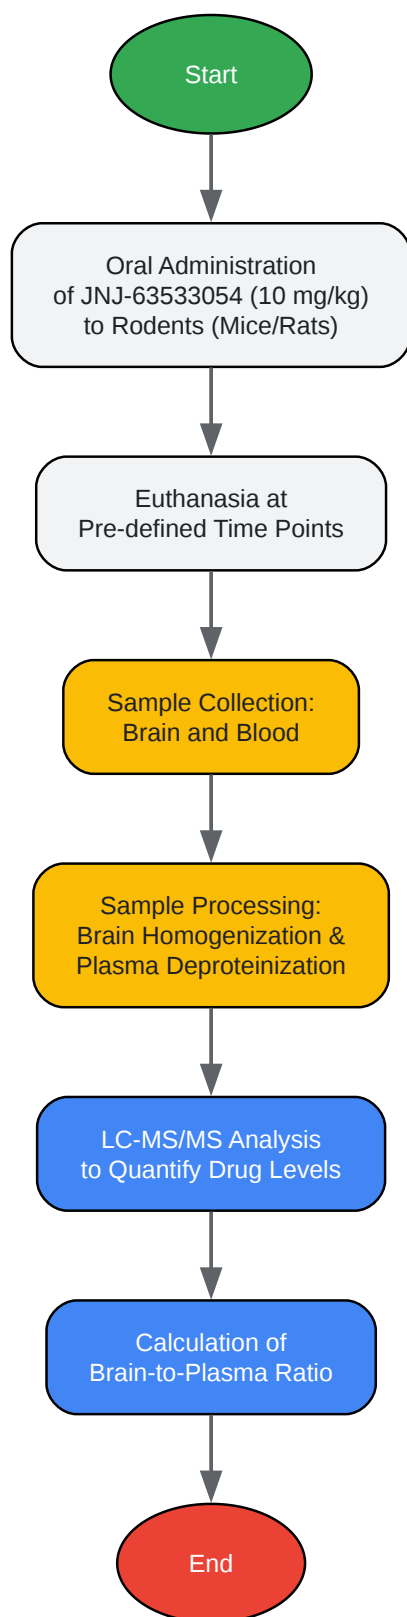 Start
Oral Administration
of JNJ-63533054 (10 mg/kg)
to Rodents (Mice/Rats)
Euthanasia at
Pre-defined Time Points
Sample Collection:
Brain and Blood
Sample Processing:
Brain Homogenization &
Plasma Deproteinization
LC-MS/MS Analysis
to Quantify Drug Levels
Calculation of
Brain-to-Plasma Ratio
End